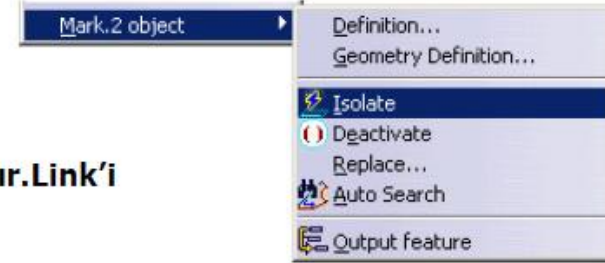 Mark.2 object
Definition...
Geometry Definition...
Isolate
Deactivate
Replace...
ur.Link'i
Auto Search
Output feature